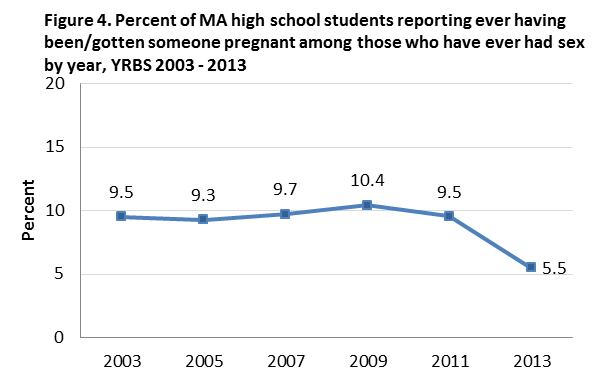 Figure 4. Percent of MA high school students reporting ever having
been/gotten someone pregnant among those who have ever had sex
by year, YRBS 2003 - 2013
20
15
10
5
0
Percent
9.5
9.3
9.7
10.4
9.5
5.5
2003 2005 2007 2009 2011 2013